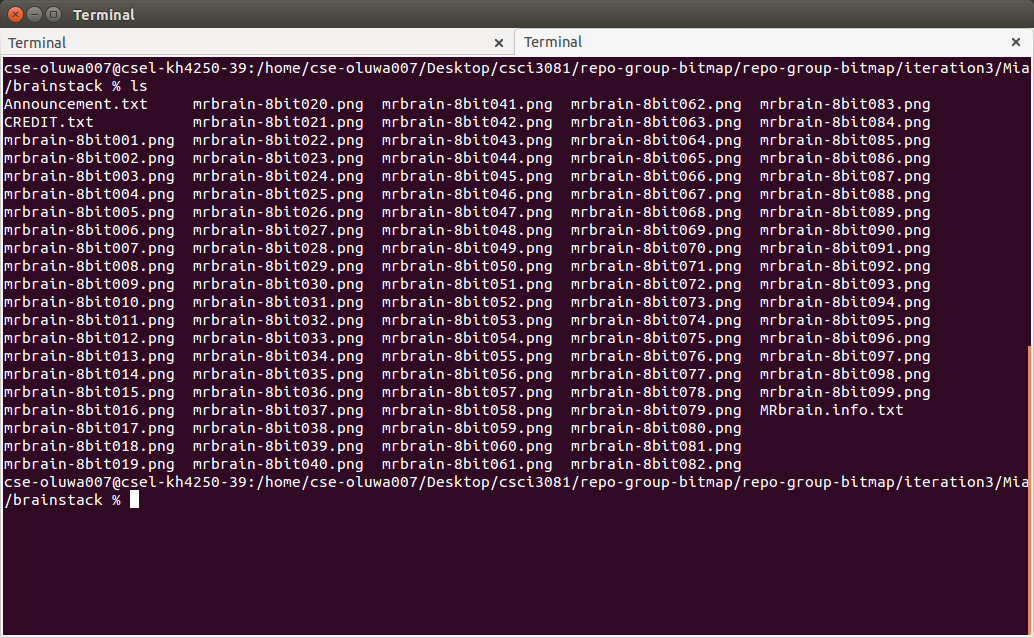 Terminal
Terminal
Terminal
cse-oluwa007@csel-kh4250-39:/home/cse-oluwa007/Desktop/csci3081/repo-group-bitmap/repo-group-bitmap/iteration3/Mia
/brainstack % ls
Announcement.txt mrbrain-8bit020.png mrbrain-8bit041.png mrbrain-8bit062.png mrbrain-8bit083.png
CREDIT.txt mrbrain-8bit021.png mrbrain-8bit042.png mrbrain-8bit063.png mrbrain-8bit084.png
mrbrain-8bit001.png mrbrain-8bit022.png mrbrain-8bit043.png mrbrain-8bit064.png mrbrain-8bit085.png
mrbrain-8bit002.png mrbrain-8bit023.png mrbrain-8bit044.png mrbrain-8bit065.png mrbrain-8bit086.png
mrbrain-8bit003.png mrbrain-8bit024.png mrbrain-8bit045.png mrbrain-8bit066.png mrbrain-8bit087.png
mrbrain-8bit004.png mrbrain-8bit025.png mrbrain-8bit046.png mrbrain-8bit067.png mrbrain-8bit088.png
mrbrain-8bit005.png mrbrain-8bit026.png mrbrain-8bit047.png mrbrain-8bit068.png mrbrain-8bit089.png
mrbrain-8bit006.png mrbrain-8bit027.png mrbrain-8bit048.png mrbrain-8bit069.png mrbrain-8bit090.png
mrbrain-8bit007.png mrbrain-8bit028.png mrbrain-8bit049.png mrbrain-8bit070.png mrbrain-8bit091.png
mrbrain-8bit008.png mrbrain-8bit029.png mrbrain-8bit050.png mrbrain-8bit071.png mrbrain-8bit092.png
mrbrain-8bit009.png mrbrain-8bit030.png mrbrain-8bit051.png mrbrain-8bit072.png mrbrain-8bit093.png
mrbrain-8bit010.png mrbrain-8bit031.png mrbrain-8bit052.png mrbrain-8bit073.png mrbrain-8bit094.png
mrbrain-8bit011.png mrbrain-8bit032.png mrbrain-8bit053.png mrbrain-8bit074.png mrbrain-8bit095.png
mrbrain-8bit012.png mrbrain-8bit033.png mrbrain-8bit054.png mrbrain-8bit075.png mrbrain-8bit096.png
mrbrain-8bit013.png mrbrain-8bit034.png mrbrain-8bit055.png mrbrain-8bit076.png mrbrain-8bit097.png
mrbrain-8bit014.png mrbrain-8bit035.png mrbrain-8bit056.png mrbrain-8bit077.png mrbrain-8bit098.png
mrbrain-8bit015.png mrbrain-8bit036.png mrbrain-8bit057.png mrbrain-8bit078.png mrbrain-8bit099.png
mrbrain-8bit016.png mrbrain-8bit037.png mrbrain-8bit058.png mrbrain-8bit079.png MRbrain.info.txt
mrbrain-8bit017.png mrbrain-8bit038.png mrbrain-8bit059.png mrbrain-8bit080.png
mrbrain-8bit018.png mrbrain-8bit039.png mrbrain-8bit060.png mrbrain-8bit081.png
mrbrain-8bit019.png mrbrain-8bit040.png mrbrain-8bit061.png mrbrain-8bit082.png
cse-oluwa007@csel-kh4250-39:/home/cse-oluwa007/Desktop/csci3081/repo-group-bitmap/repo-group-bitmap/iteration3/Mia
/brainstack %